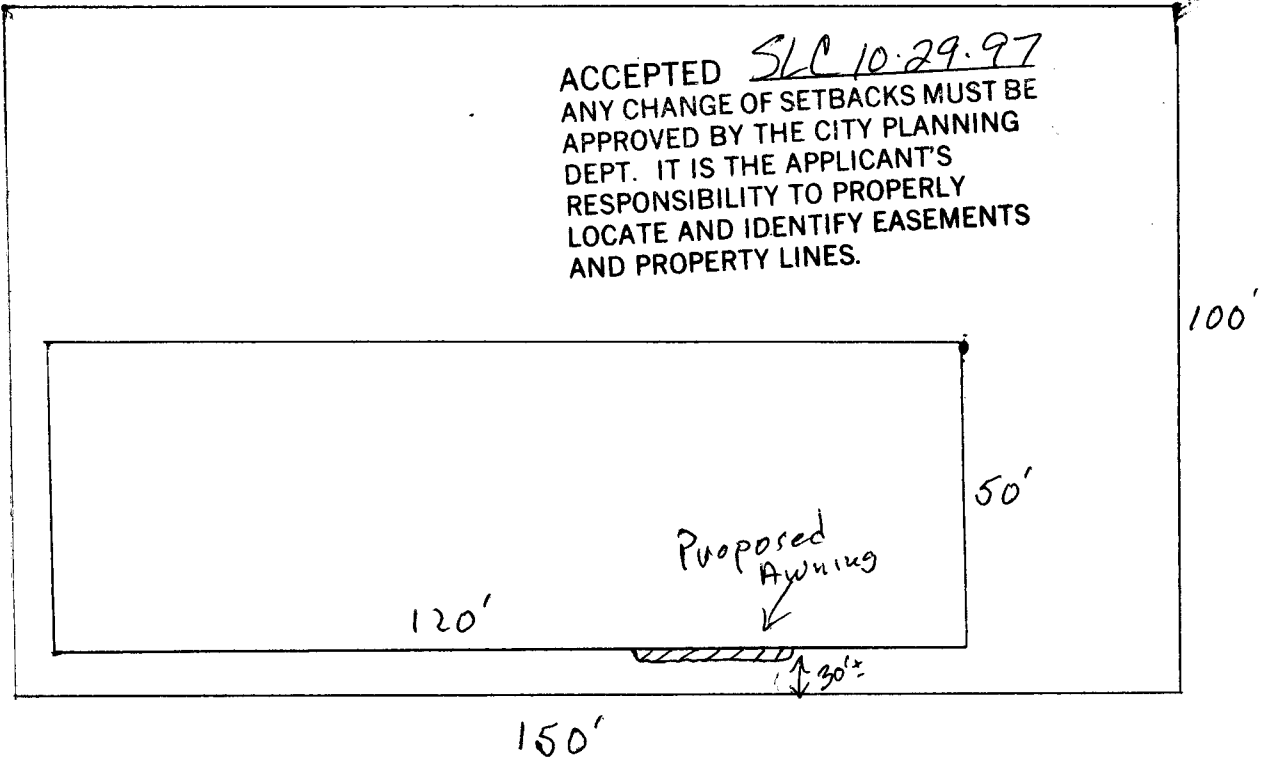 ACCEPTED SLC 10·29·97
ANY CHANGE OF SETBACKS MUST BE
APPROVED BY THE CITY PLANNING
DEPT. IT IS THE APPLICANT'S
RESPONSIBILITY TO PROPERLY
LOCATE AND IDENTIFY EASEMENTS
AND PROPERTY LINES.
100'
50'
Proposed
Awning
120'
30'±
150'